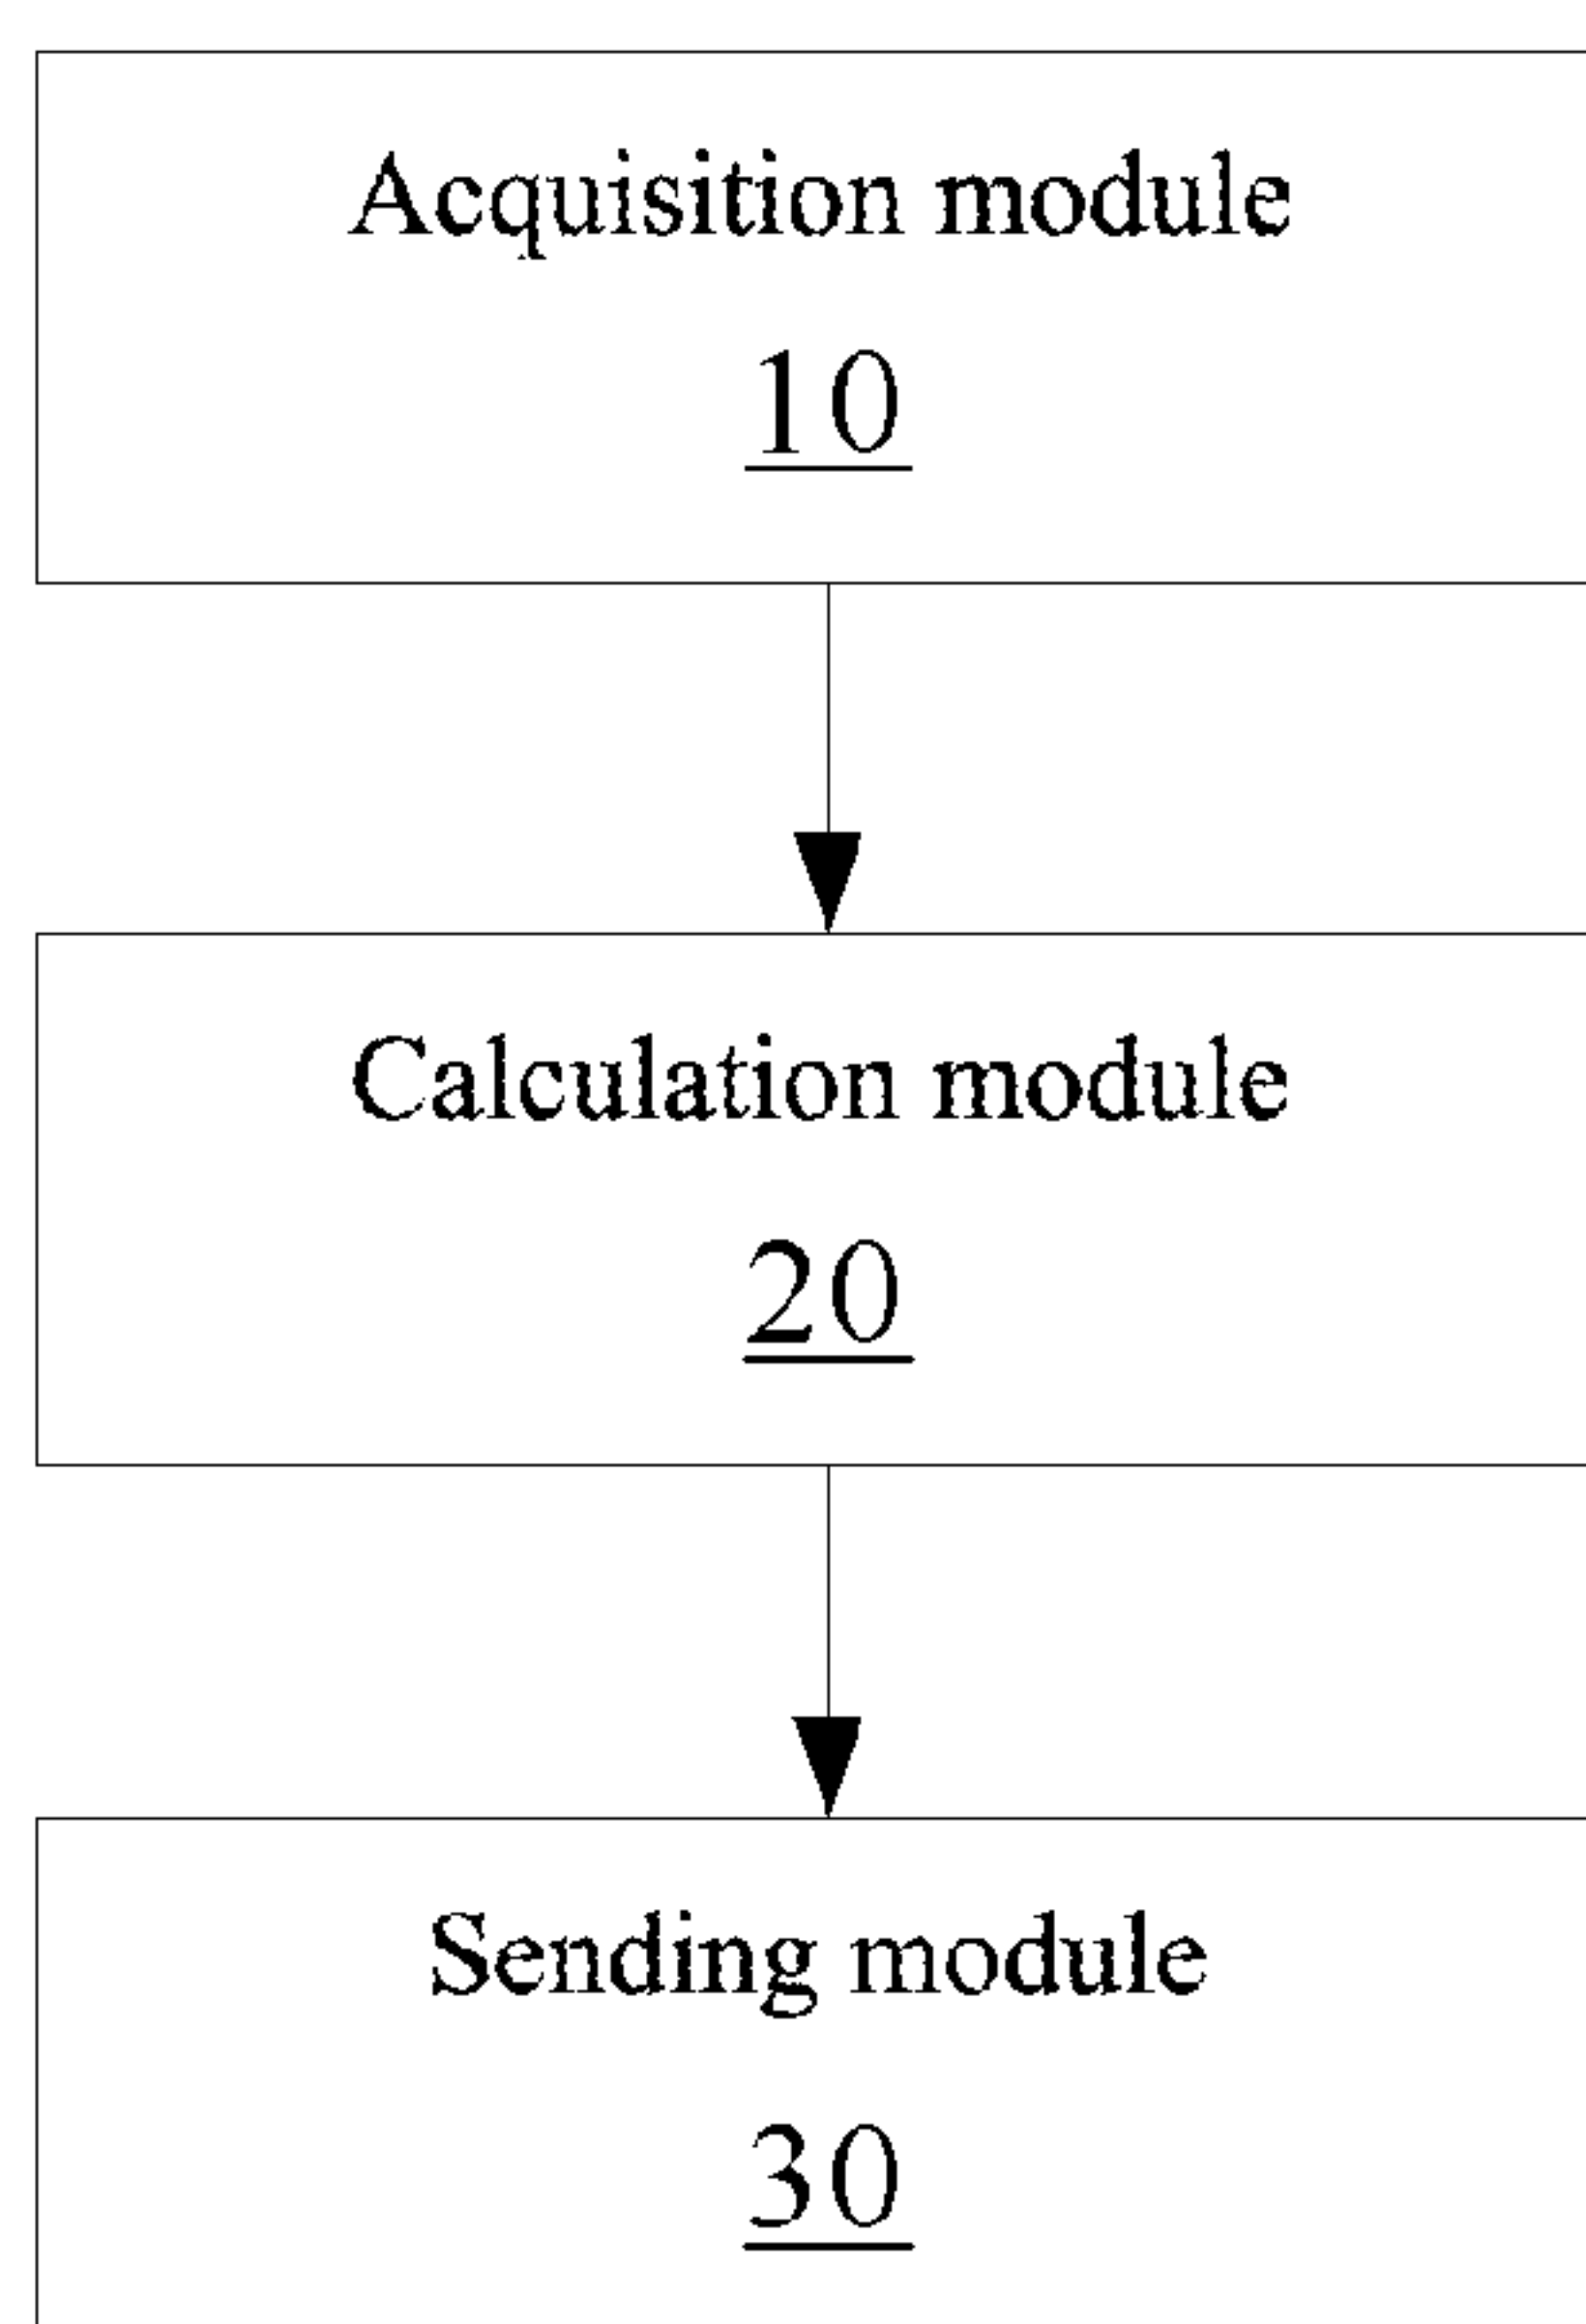 Acquisition module
10
Calculation module
20
Sending module
30